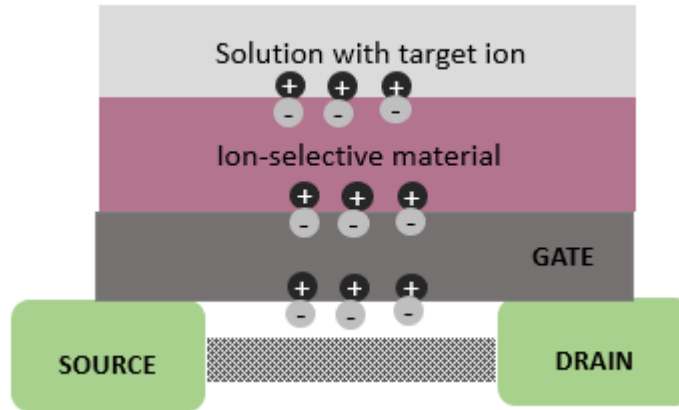 Solution with target ion
+ + +
- - -
Ion-selective material
+ + +
- - -
GATE
+ + +
- - -
SOURCE
DRAIN